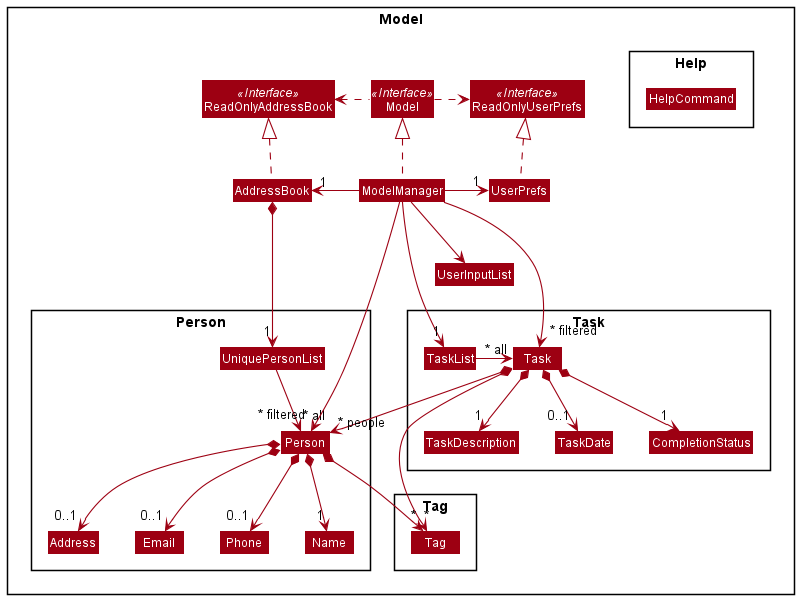 Model
Help
«Interface»
ReadOnlyAddressBook
«Interface»
Model
«Interface»
ReadOnlyUserPrefs
HelpCommand
1
1
AddressBook
ModelManager
UserPrefs
UserInputList
Person
Task
1
1
* filtered
* all
UniquePersonList
TaskList
Task
* filtered
* all
* people
1
0..1
1
Person
TaskDescription
TaskDate
CompletionStatus
Tag
0..1
0..1
0..1
1
*
*
Address
Email
Phone
Name
Tag